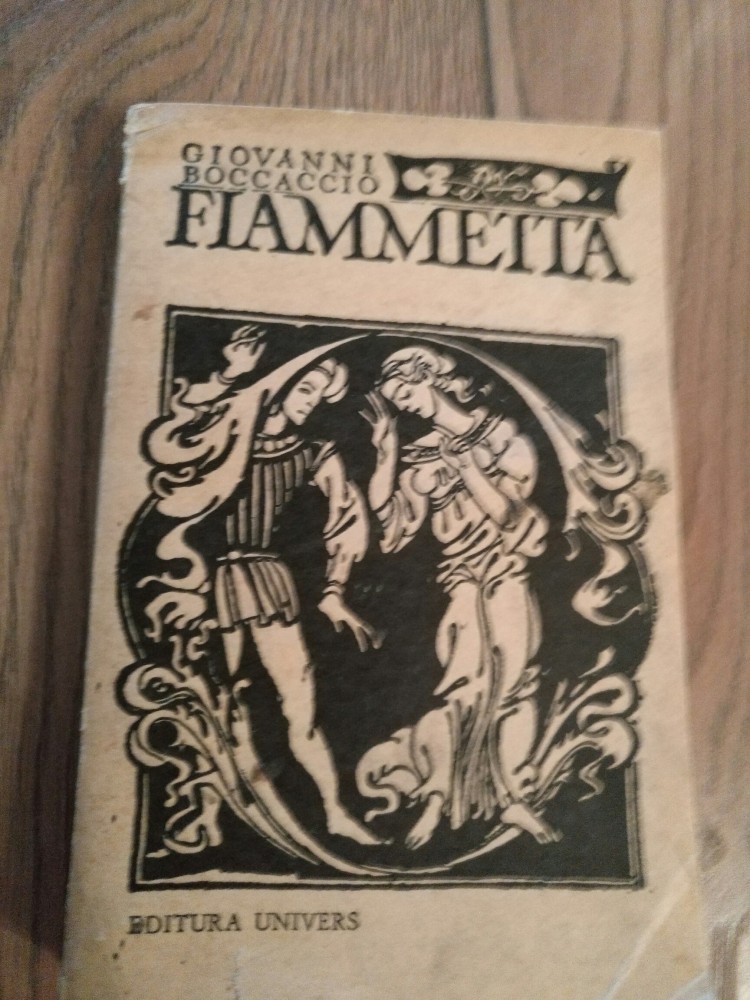 GIOVANNI
BOCCACCIO
FIAMMETTA
EDITURA UNIVERS